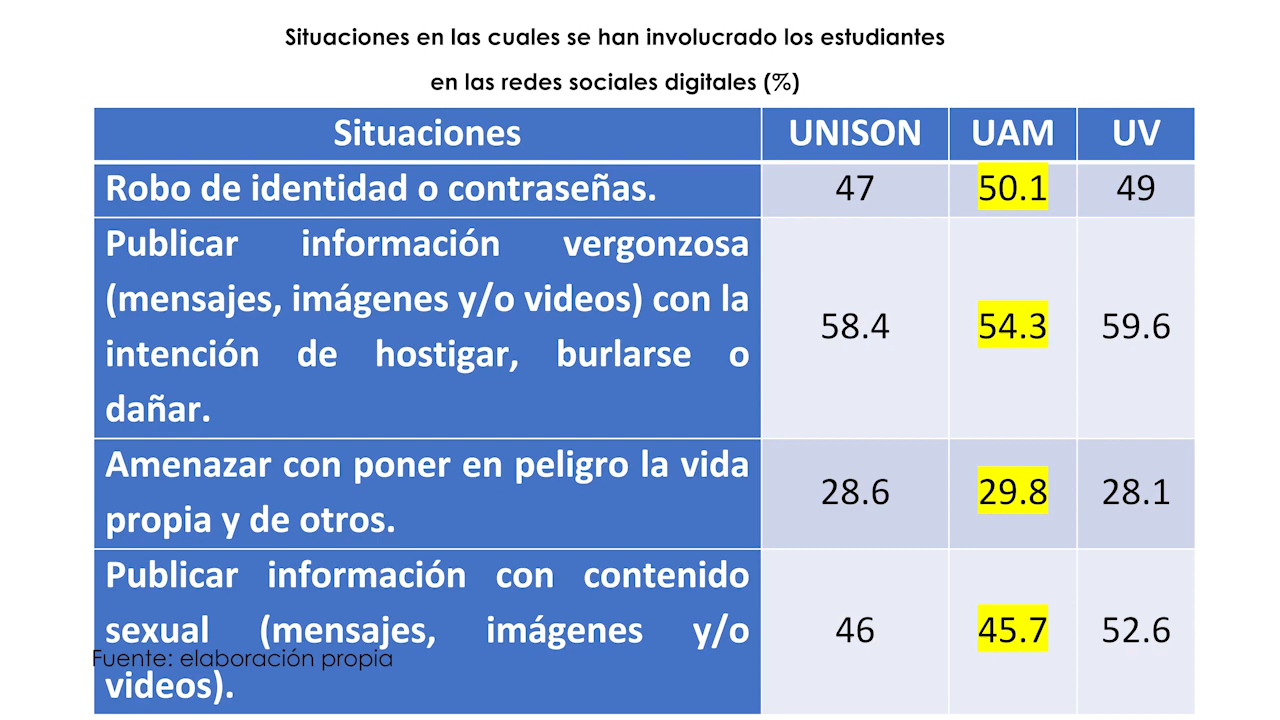 Situaciones en las cuales se han involucrado los estudiantes
en las redes sociales digitales (%)
Situaciones UNISON UAM UV
Robo de identidad o contraseñas. 47 50.1 49
Publicar información vergonzosa
(mensajes, imágenes y/o videos) con la
intención de hostigar, burlarse o
dañar.
58.4 54.3 59.6
Amenazar con poner en peligro la vida
propia y de otros.
28.6 29.8 28.1
Publicar información con contenido
sexual (mensajes, imágenes y/o
videos).
46 45.7 52.6
Fuente: elaboración propia